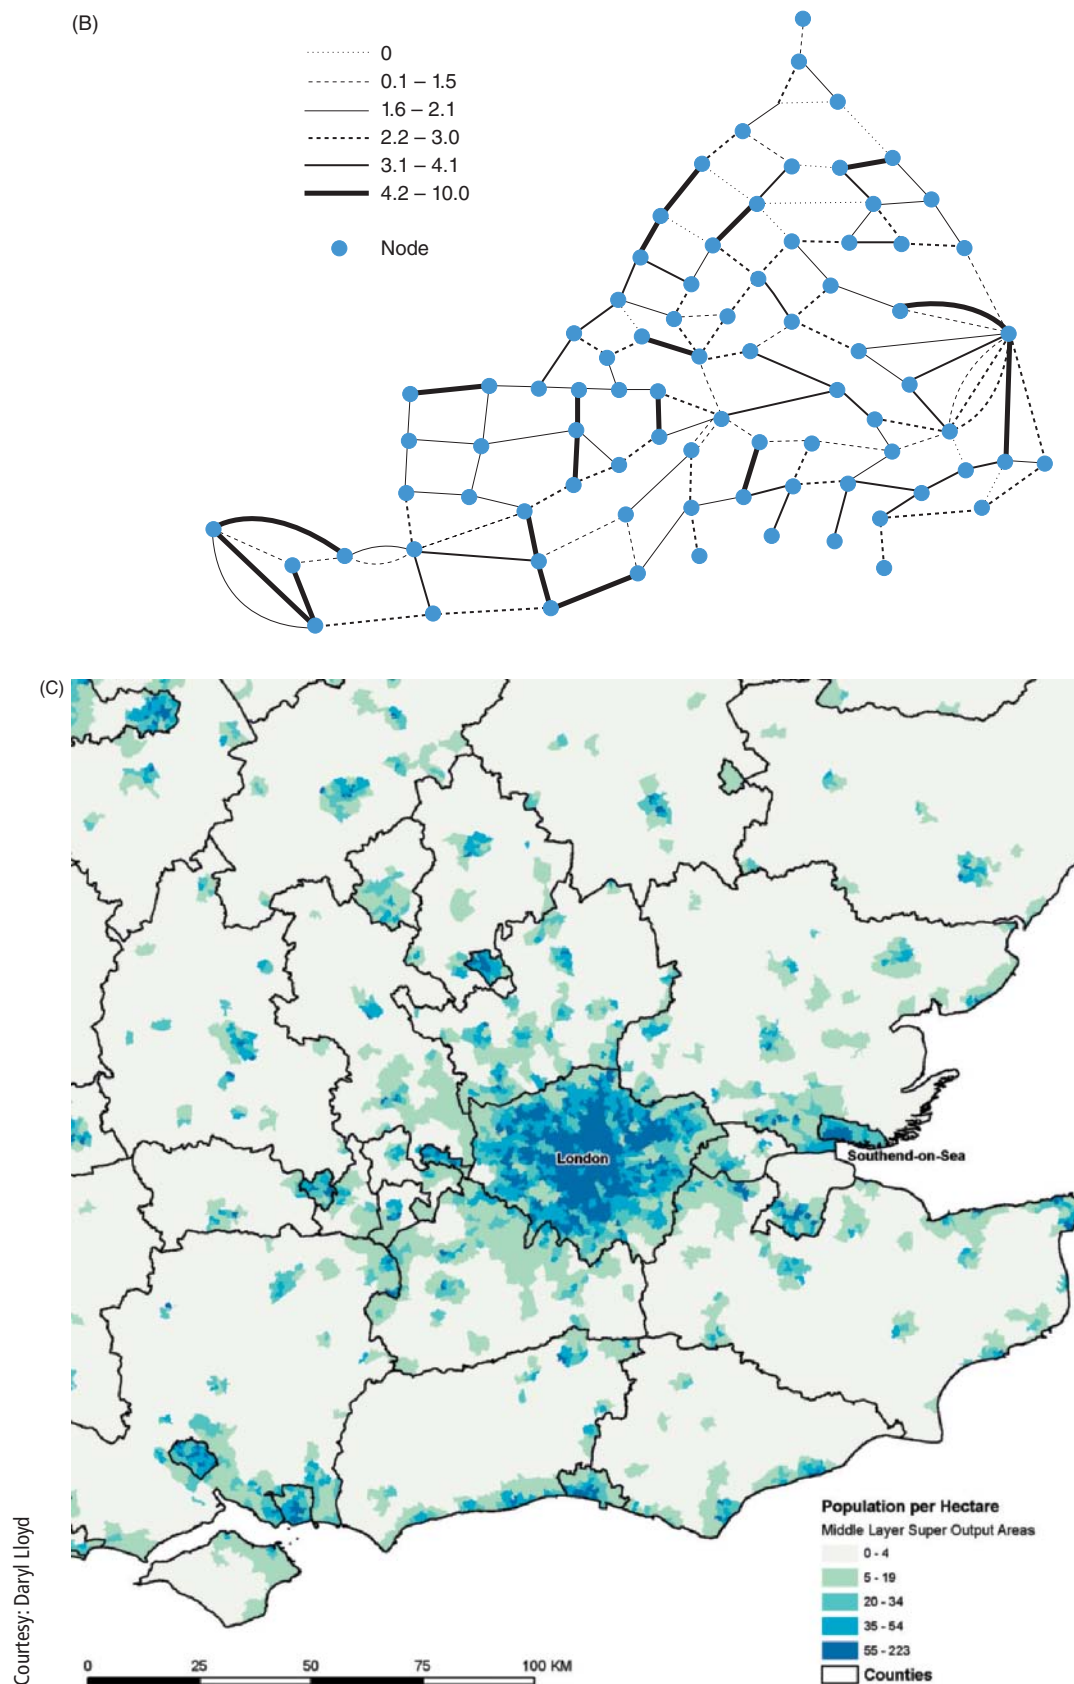 (B)
0
0.1 – 1.5
1.6 – 2.1
2.2 – 3.0
3.1 – 4.1
4.2 – 10.0
Node
(C)
London
Southend-on-Sea
Population per Hectare
Middle Layer Super Output Areas
0 - 4
5 - 19
20 - 34
35 - 54
55 - 223
Counties
0 25 50 75 100 KM
Courtesy: Daryl Lloyd